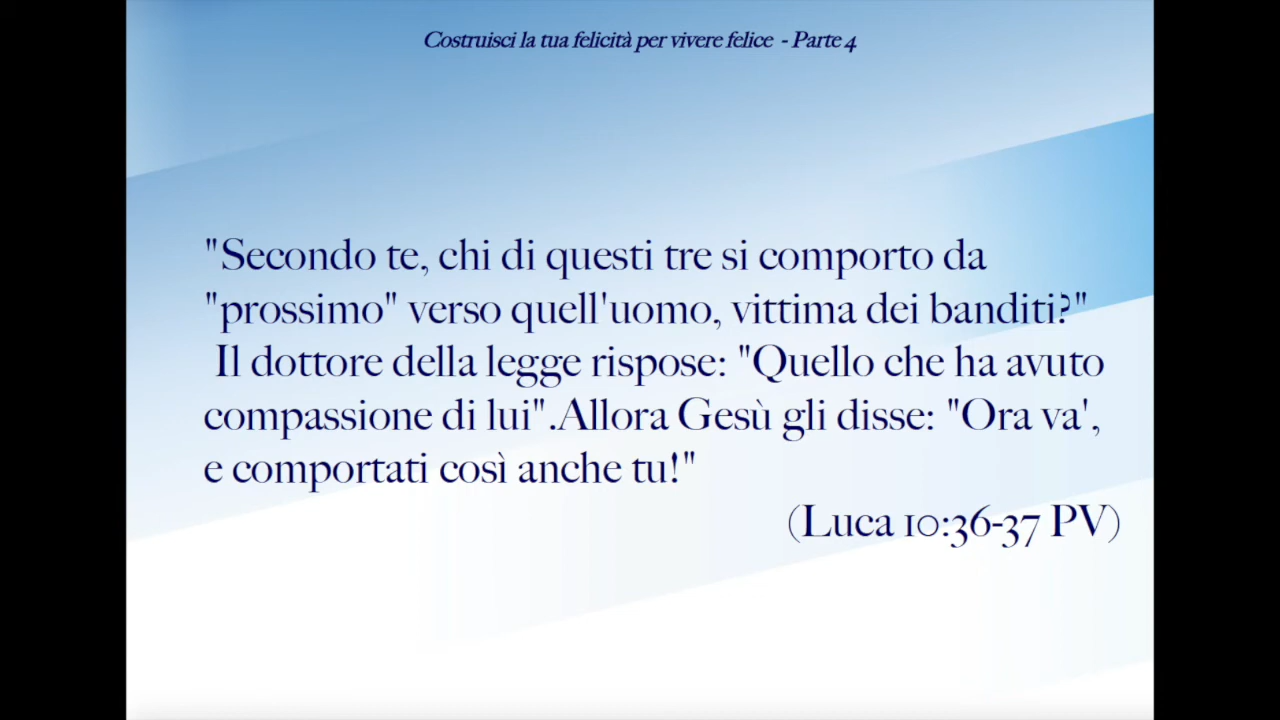 Costruisci la tua felicità per vivere felice - Parte 4
"Secondo te, chi di questi tre si comporto da
"prossimo" verso quell'uomo, vittima dei banditi?"
Il dottore della legge rispose: "Quello che ha avuto
compassione di lui".Allora Gesù gli disse: "Ora va',
e comportati così anche tu!"
(Luca 10:36-37 PV)